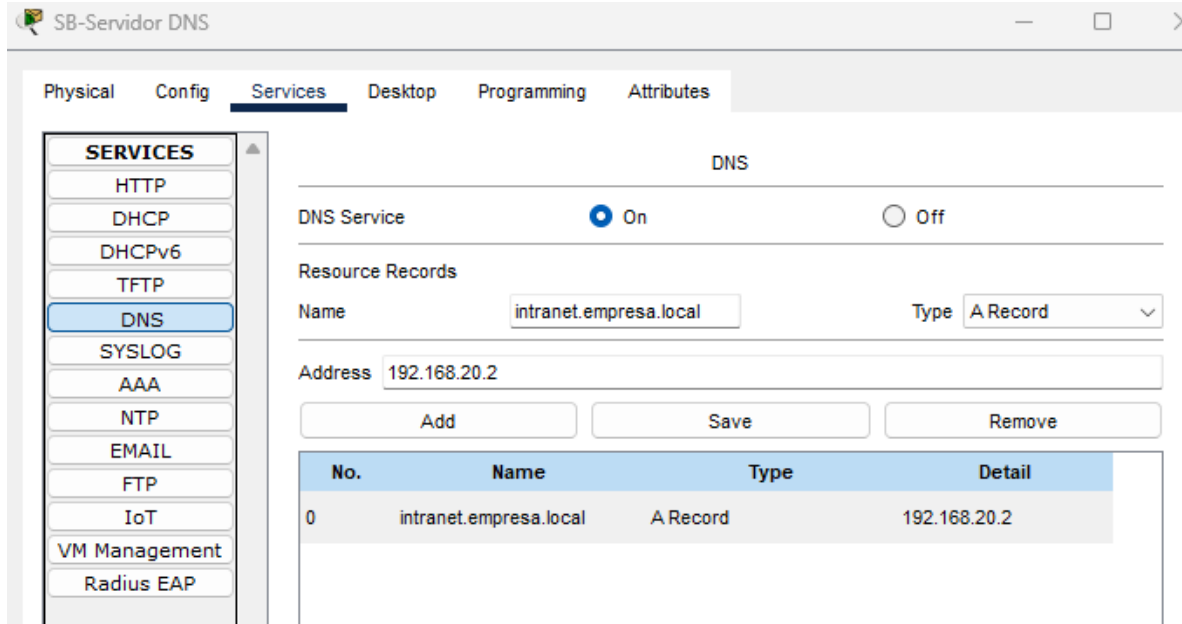 SB-Servidor DNS
Physical Config Services Desktop Programming Attributes
SERVICES
HTTP
DHCP
DHCPv6
TFTP
DNS
SYSLOG
AAA
NTP
EMAIL
FTP
IoT
VM Management
Radius EAP
DNS
DNS Service On Off
Resource Records
Name intranet.empresa.local Type A Record
Address 192.168.20.2
Add Save Remove
No. Name Type Detail
0 intranet.empresa.local A Record 192.168.20.2